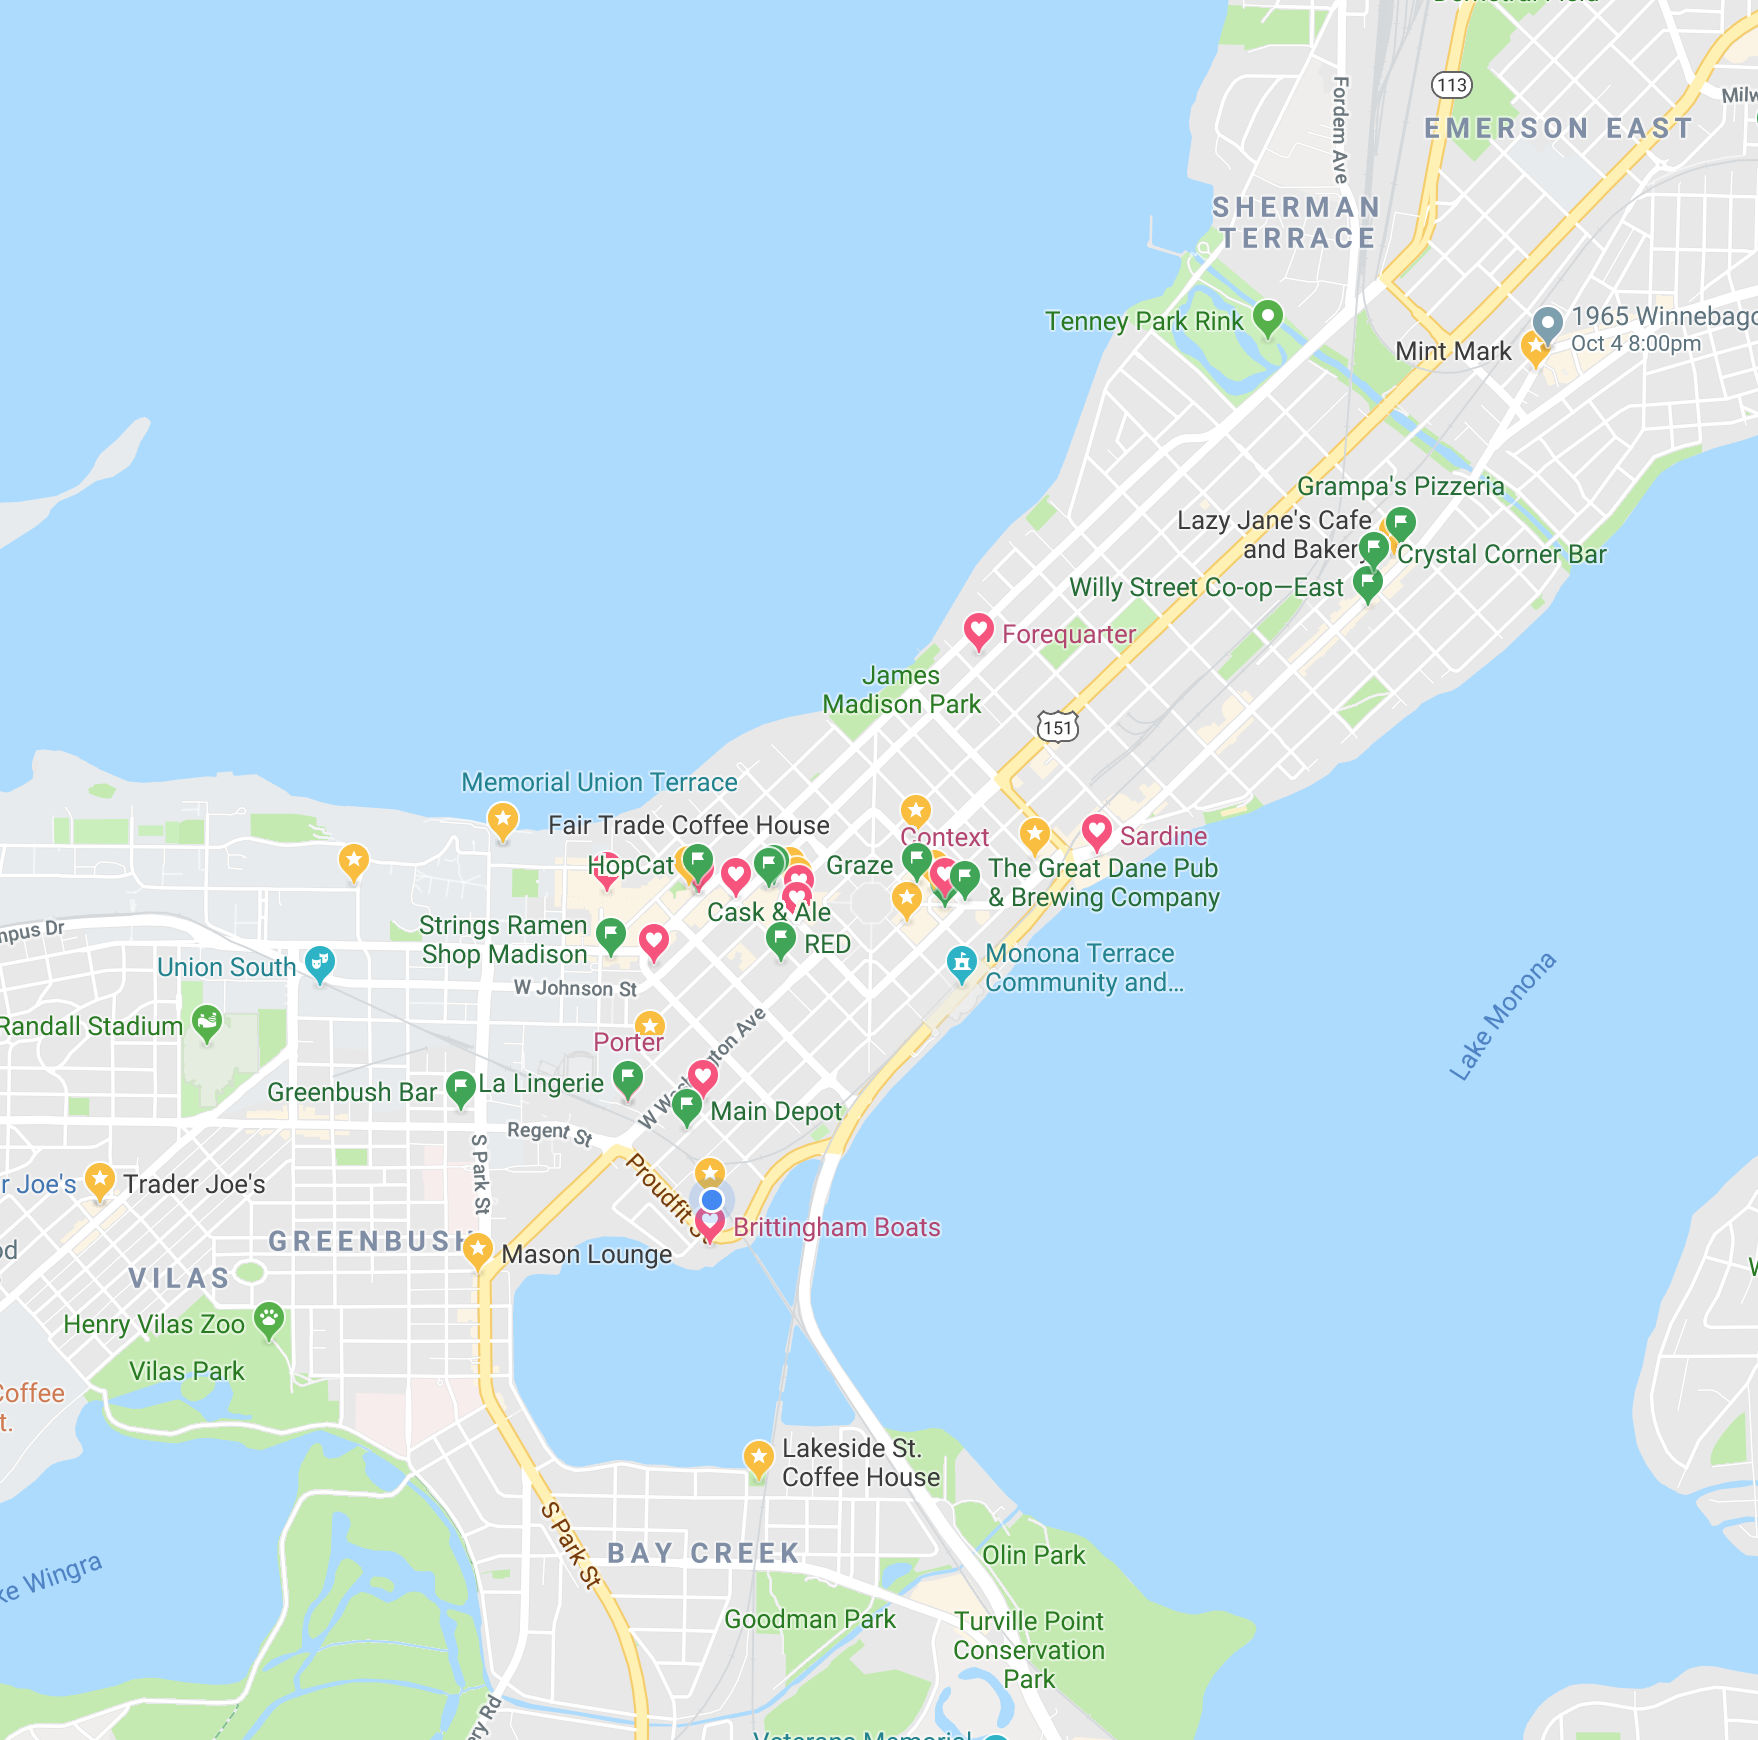 113
Fordem Ave
EMERSON EAST
SHERMAN
TERRACE
Tenney Park Rink
1965 Winnebago
Oct 4 8:00pm
Mint Mark
Grampa's Pizzeria
Lazy Jane's Cafe
and Bakery
Crystal Corner Bar
Willy Street Co-op—East
Forequarter
James
Madison Park
151
Memorial Union Terrace
Fair Trade Coffee House
Context
Sardine
HopCat
Graze
The Great Dane Pub
& Brewing Company
Cask & Ale
Strings Ramen
Shop Madison
RED
mpus Dr
Union South
Monona Terrace
Community and...
W Johnson St
Randall Stadium
Porter
Lake Monona
W Washington Ave
Greenbush Bar
La Lingerie
Main Depot
Regent St
S Park St
r Joe's
Trader Joe's
Proudfit St
Brittingham Boats
GREENBUSH
Mason Lounge
od
VILAS
Henry Vilas Zoo
Vilas Park
Coffee
t.
Lakeside St.
Coffee House
S Park St
BAY CREEK
Olin Park
ke Wingra
Goodman Park
Turville Point
Conservation
Park
ery Rd
Veterans Memorial